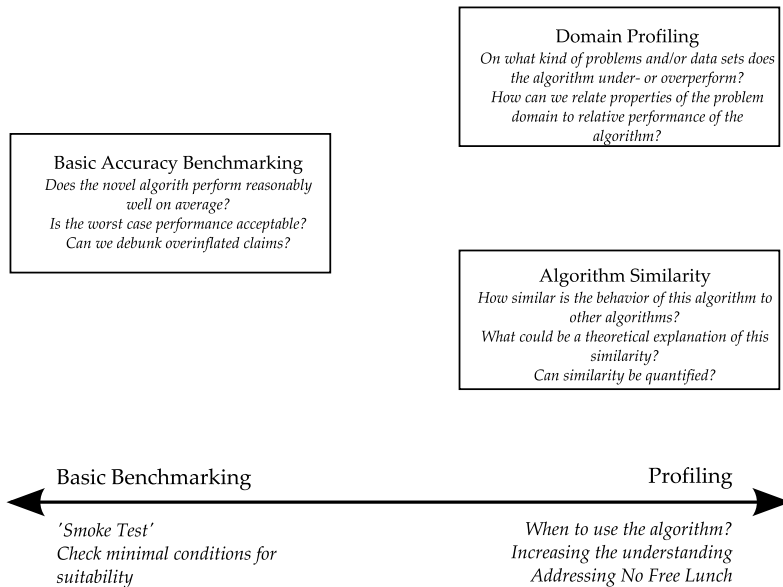 Domain Profiling
On what kind of problems and/or data sets does
the algorithm under- or overperform?
How can we relate properties of the problem
domain to relative performance of the
algorithm?
Basic Accuracy Benchmarking
Does the novel algorith perform reasonably
well on average?
Is the worst case performance acceptable?
Can we debunk overinflated claims?
Algorithm Similarity
How similar is the behavior of this algorithm to
other algorithms?
What could be a theoretical explanation of this
similarity?
Can similarity be quantified?
Basic Benchmarking
Profiling
'Smoke Test'
Check minimal conditions for
suitability
When to use the algorithm?
Increasing the understanding
Addressing No Free Lunch